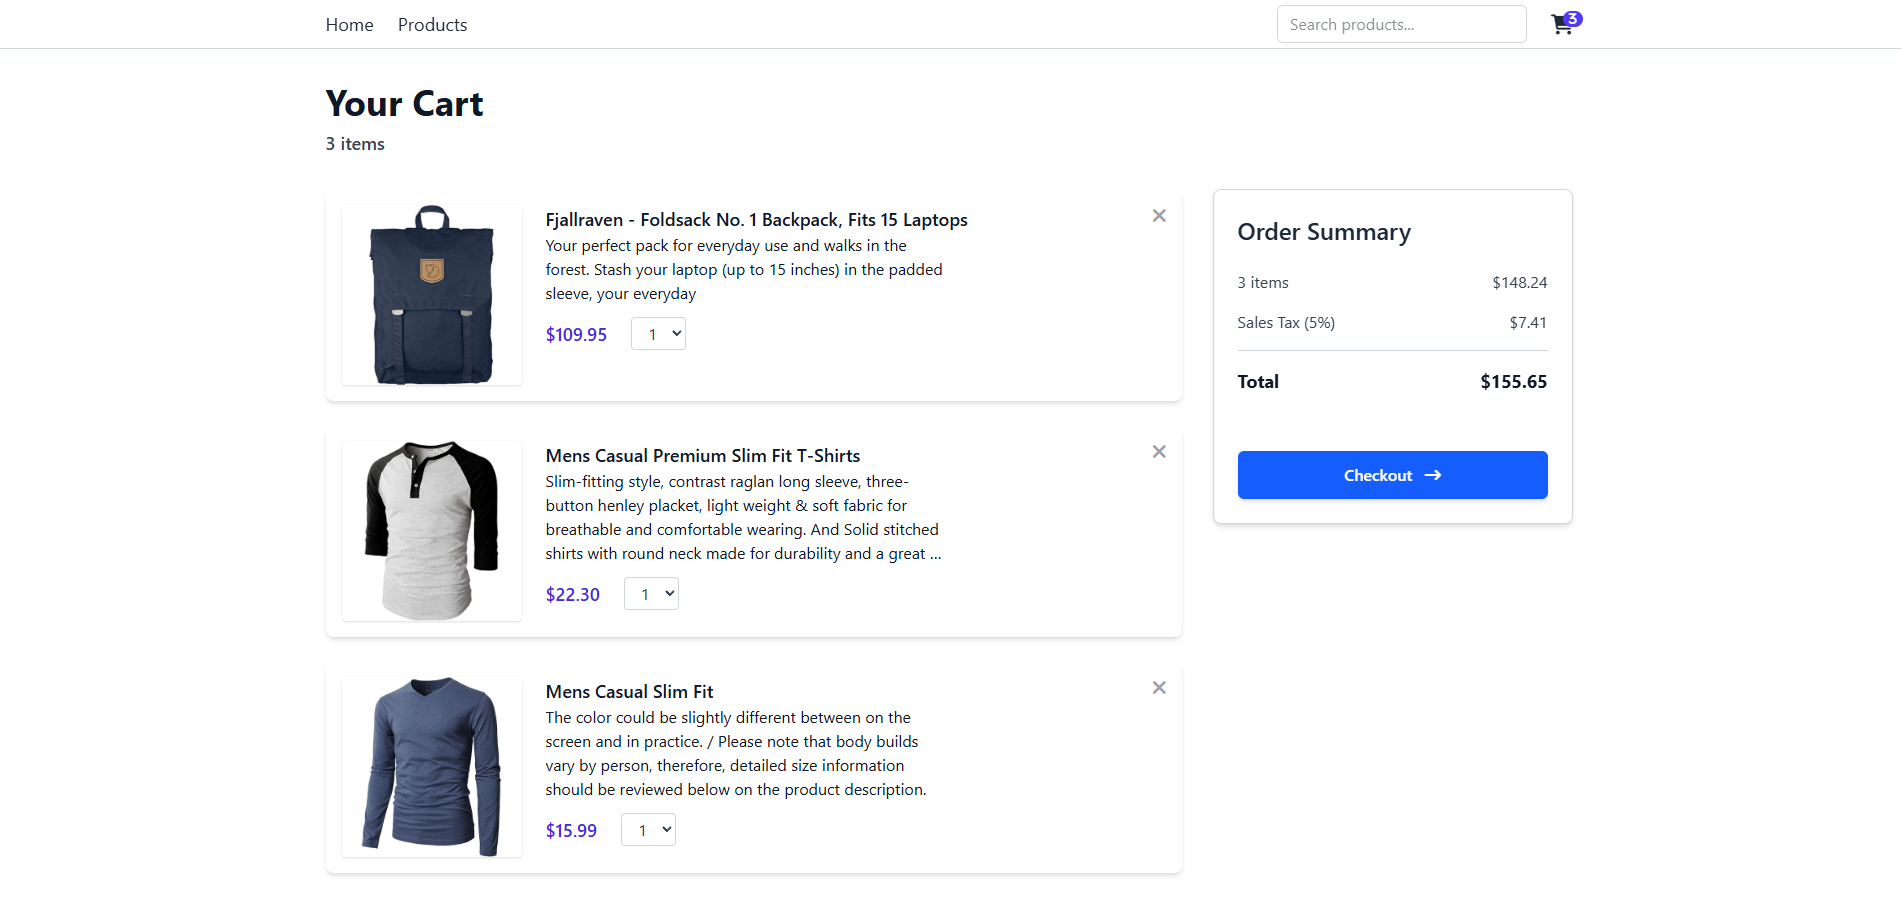 Home Products Search products... 3
Your Cart
3 items
Fjallraven - Foldsack No. 1 Backpack, Fits 15 Laptops
Your perfect pack for everyday use and walks in the
forest. Stash your laptop (up to 15 inches) in the padded
sleeve, your everyday
$109.95 1
Mens Casual Premium Slim Fit T-Shirts
Slim-fitting style, contrast raglan long sleeve, three-
button henley placket, light weight & soft fabric for
breathable and comfortable wearing. And Solid stitched
shirts with round neck made for durability and a great ...
$22.30 1
Mens Casual Slim Fit
The color could be slightly different between on the
screen and in practice. / Please note that body builds
vary by person, therefore, detailed size information
should be reviewed below on the product description.
$15.99 1
Order Summary
3 items $148.24
Sales Tax (5%) $7.41
Total $155.65
Checkout →